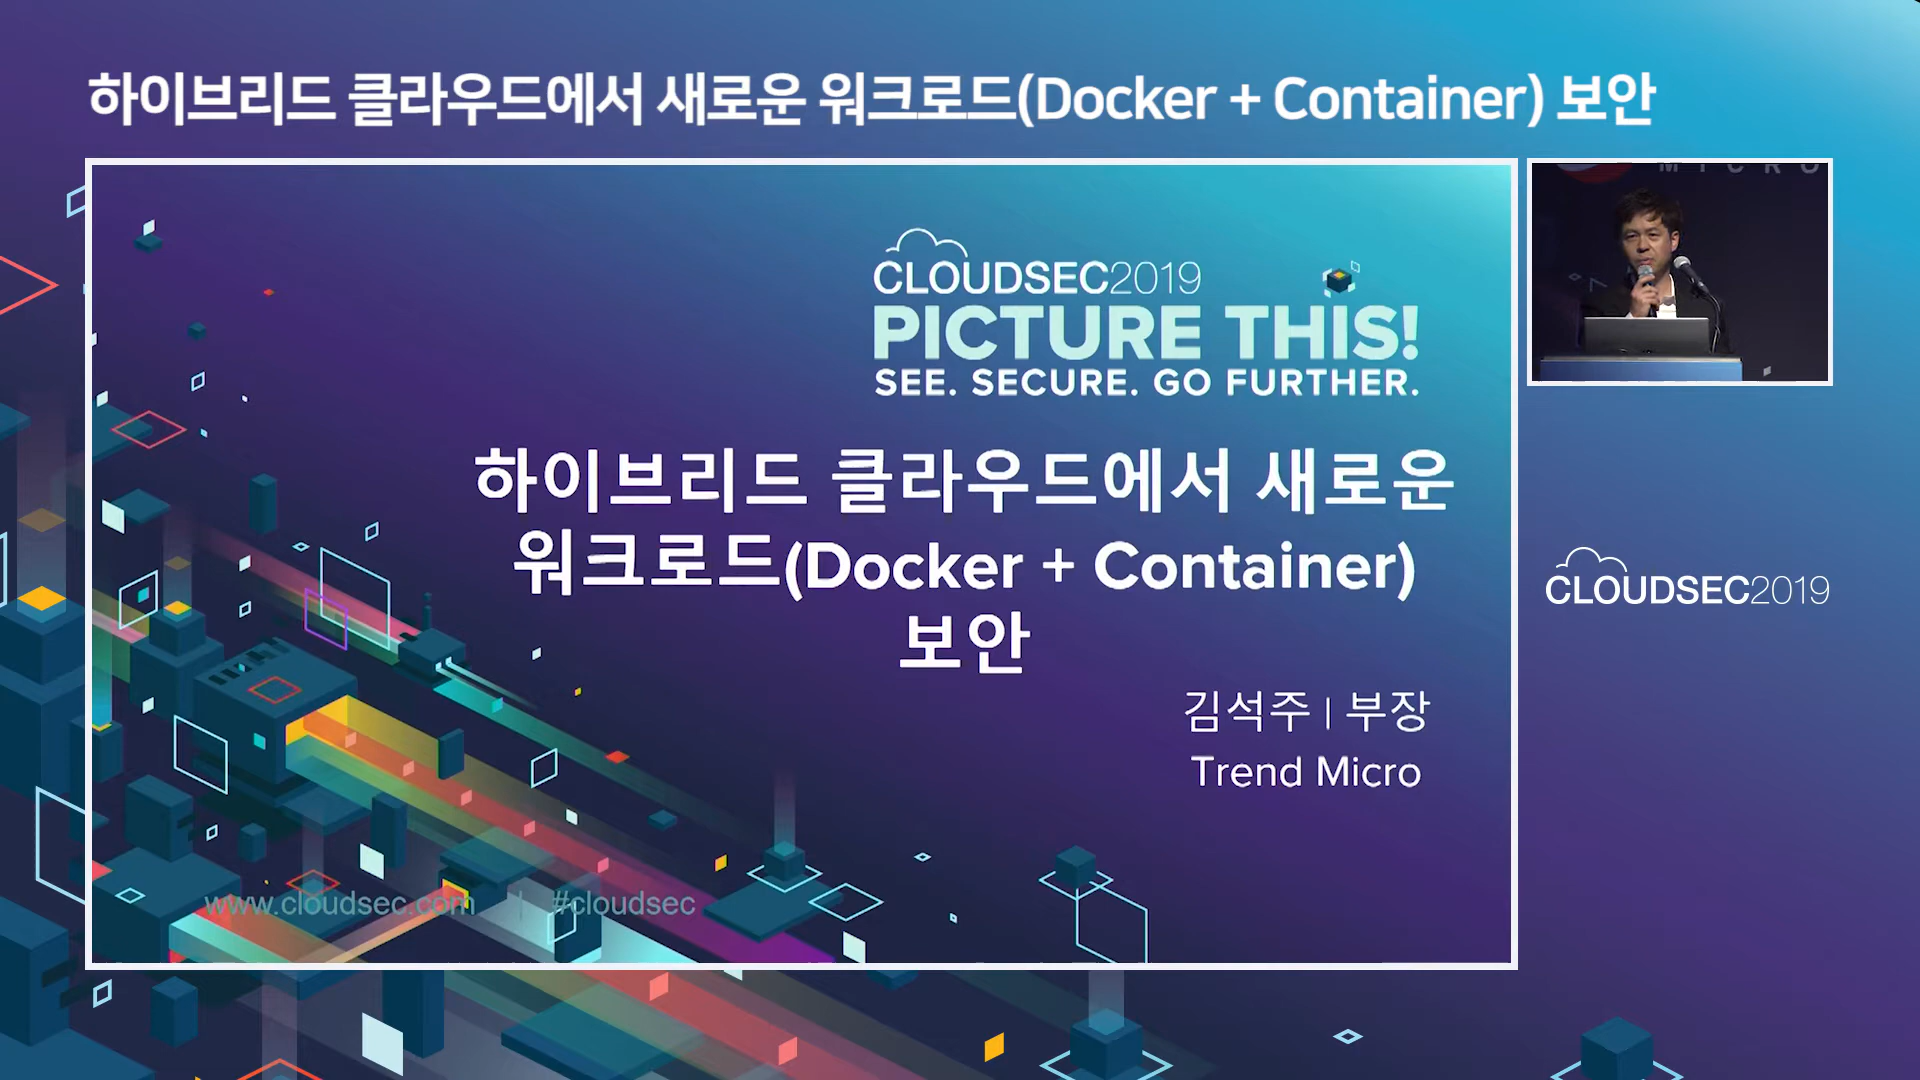 하이브리드 클라우드에서 새로운 워크로드(Docker + Container) 보안
MICRO
CLOUDSEC2019
PICTURE THIS!
SEE. SECURE. GO FURTHER.
하이브리드 클라우드에서 새로운
워크로드(Docker + Container)
보안
김석주 | 부장
Trend Micro
www.cloudsec.com | #cloudsec
CLOUDSEC2019